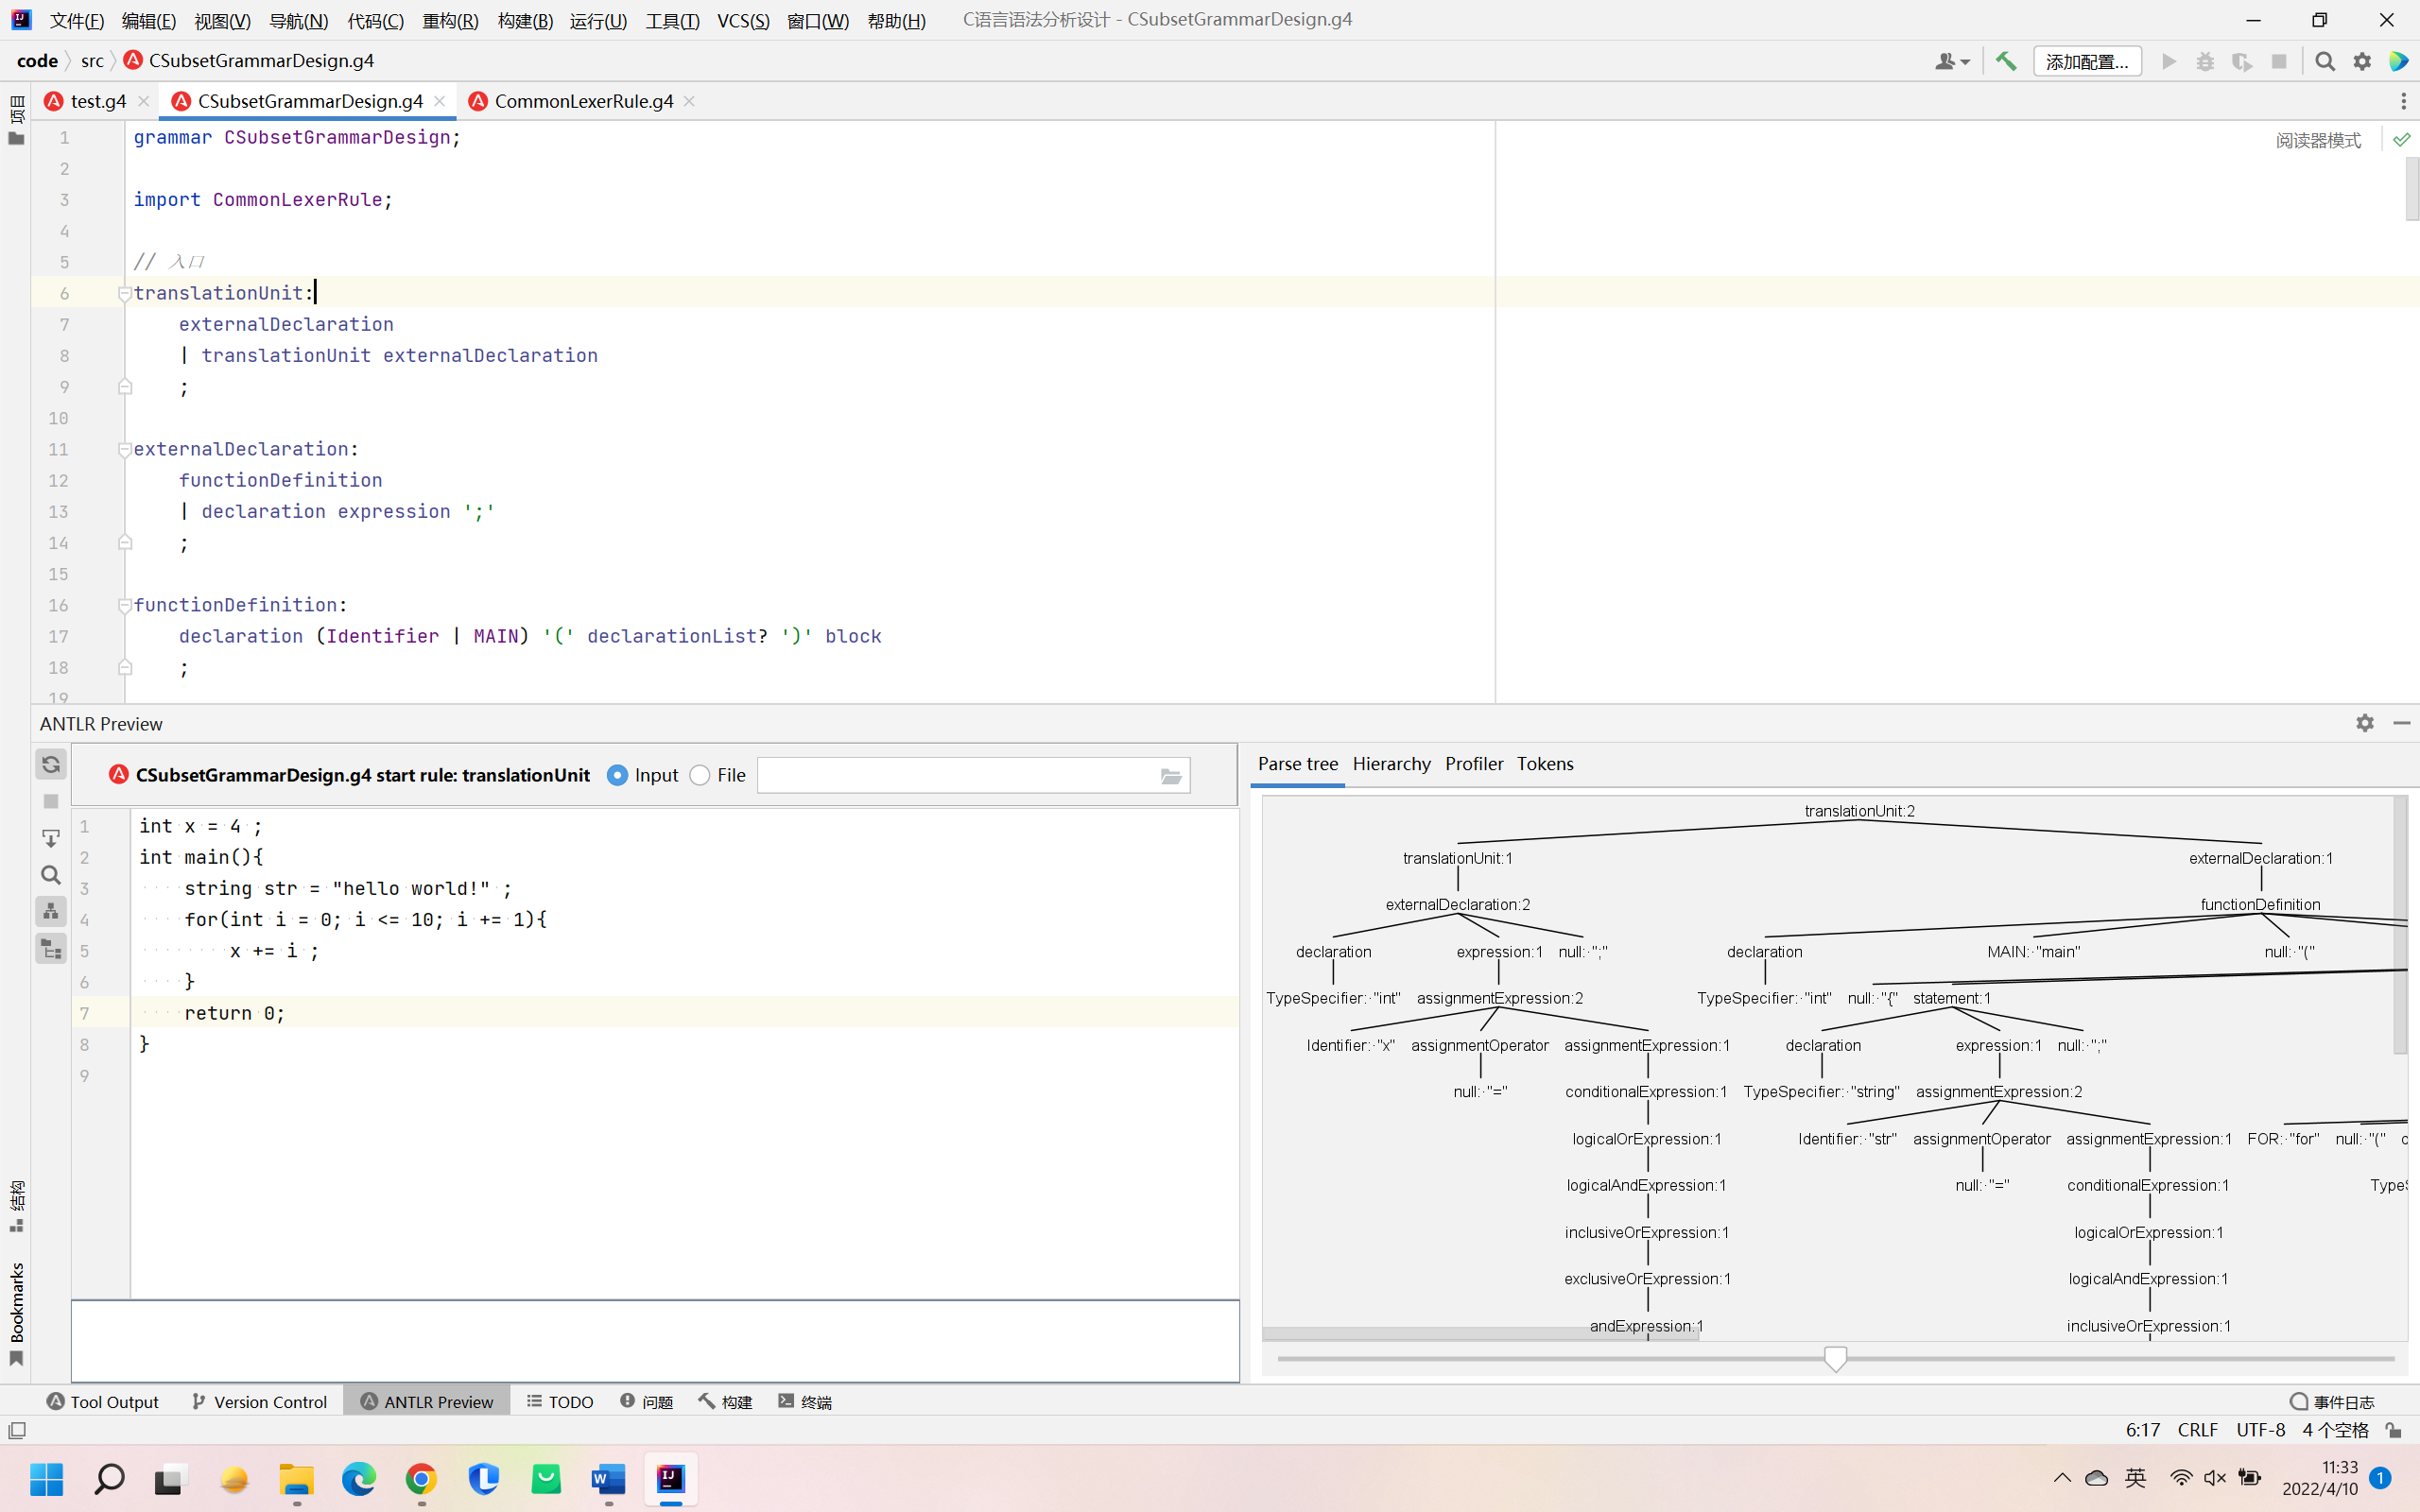 文件(F) 编辑(E) 视图(V) 导航(N) 代码(C) 重构(R) 构建(B) 运行(U) 工具(T) VCS(S) 窗口(W) 帮助(H) C语言语法分析设计 - CSubsetGrammarDesign.g4
code src CSubsetGrammarDesign.g4
添加配置...
项目
test.g4 CSubsetGrammarDesign.g4 CommonLexerRule.g4
阅读器模式
1 grammar CSubsetGrammarDesign;
2
3 import CommonLexerRule;
4
5 // 入口
6 translationUnit:
7 externalDeclaration
8 | translationUnit externalDeclaration
9 ;
10
11 externalDeclaration:
12 functionDefinition
13 | declaration expression ';'
14 ;
15
16 functionDefinition:
17 declaration (Identifier | MAIN) '(' declarationList? ')' block
18 ;
19
ANTLR Preview
CSubsetGrammarDesign.g4 start rule: translationUnit Input File
1 int x = 4 ;
2 int main(){
3 string str = "hello world!" ;
4 for(int i = 0; i <= 10; i += 1){
5 x += i ;
6 }
7 return 0;
8 }
9
Parse tree Hierarchy Profiler Tokens
translationUnit:2
translationUnit:1 externalDeclaration:1
externalDeclaration:2 functionDefinition
declaration expression:1 null: ";" declaration MAIN: "main" null: "("
TypeSpecifier: "int" assignmentExpression:2 TypeSpecifier: "int" null: "{" statement:1
Identifier: "x" assignmentOperator assignmentExpression:1 declaration expression:1 null: ";"
null: "=" conditionalExpression:1 TypeSpecifier: "string" assignmentExpression:2
logicalOrExpression:1 Identifier: "str" assignmentOperator assignmentExpression:1 FOR: "for" null: "("
logicalAndExpression:1 null: "=" conditionalExpression:1
inclusiveOrExpression:1 logicalOrExpression:1
exclusiveOrExpression:1 logicalAndExpression:1
andExpression:1 inclusiveOrExpression:1
结构
Bookmarks
Tool Output Version Control ANTLR Preview TODO 问题 构建 终端 事件日志
6:17 CRLF UTF-8 4 个空格
英 11:33
2022/4/10 1